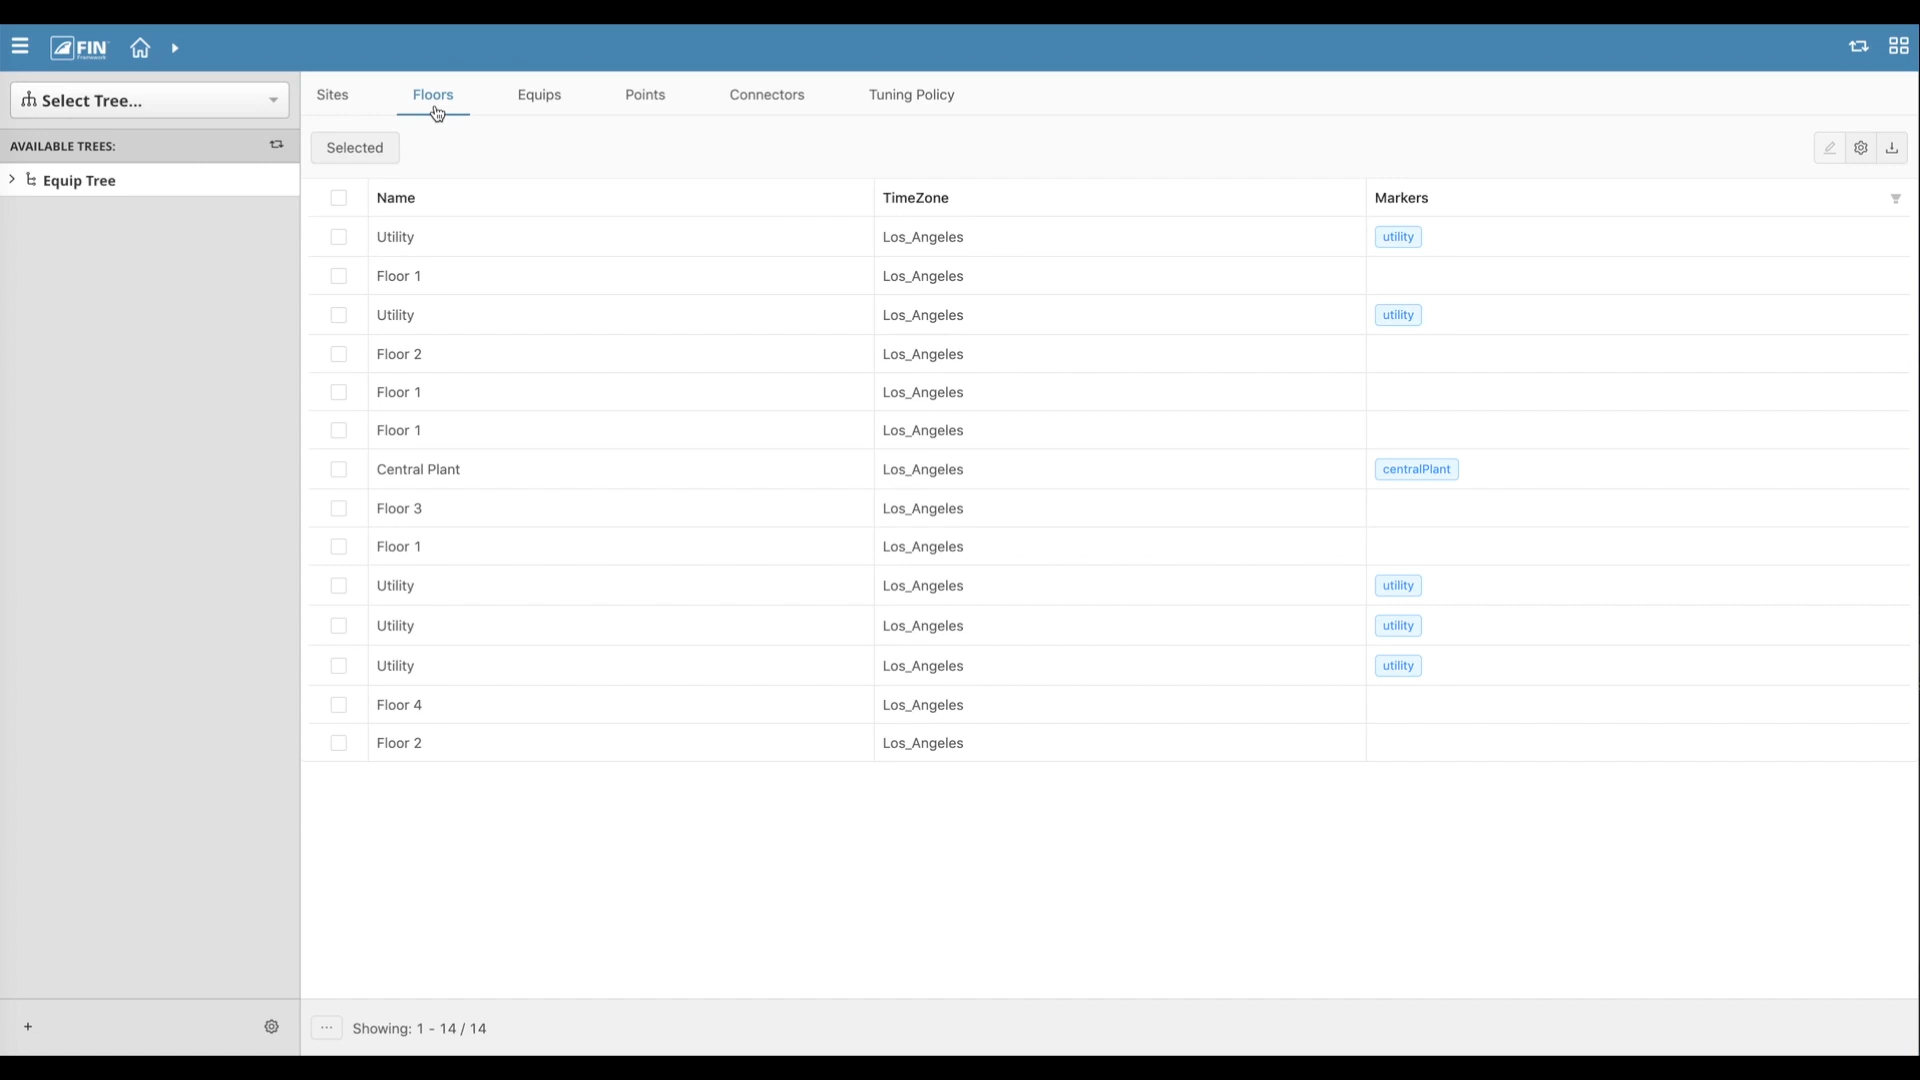 FIN
Framework
Select Tree...
Sites Floors Equips Points Connectors Tuning Policy
AVAILABLE TREES:
Selected
Equip Tree
Name TimeZone Markers
Utility Los_Angeles utility
Floor 1 Los_Angeles
Utility Los_Angeles utility
Floor 2 Los_Angeles
Floor 1 Los_Angeles
Floor 1 Los_Angeles
Central Plant Los_Angeles centralPlant
Floor 3 Los_Angeles
Floor 1 Los_Angeles
Utility Los_Angeles utility
Utility Los_Angeles utility
Utility Los_Angeles utility
Floor 4 Los_Angeles
Floor 2 Los_Angeles
Showing: 1 - 14 / 14